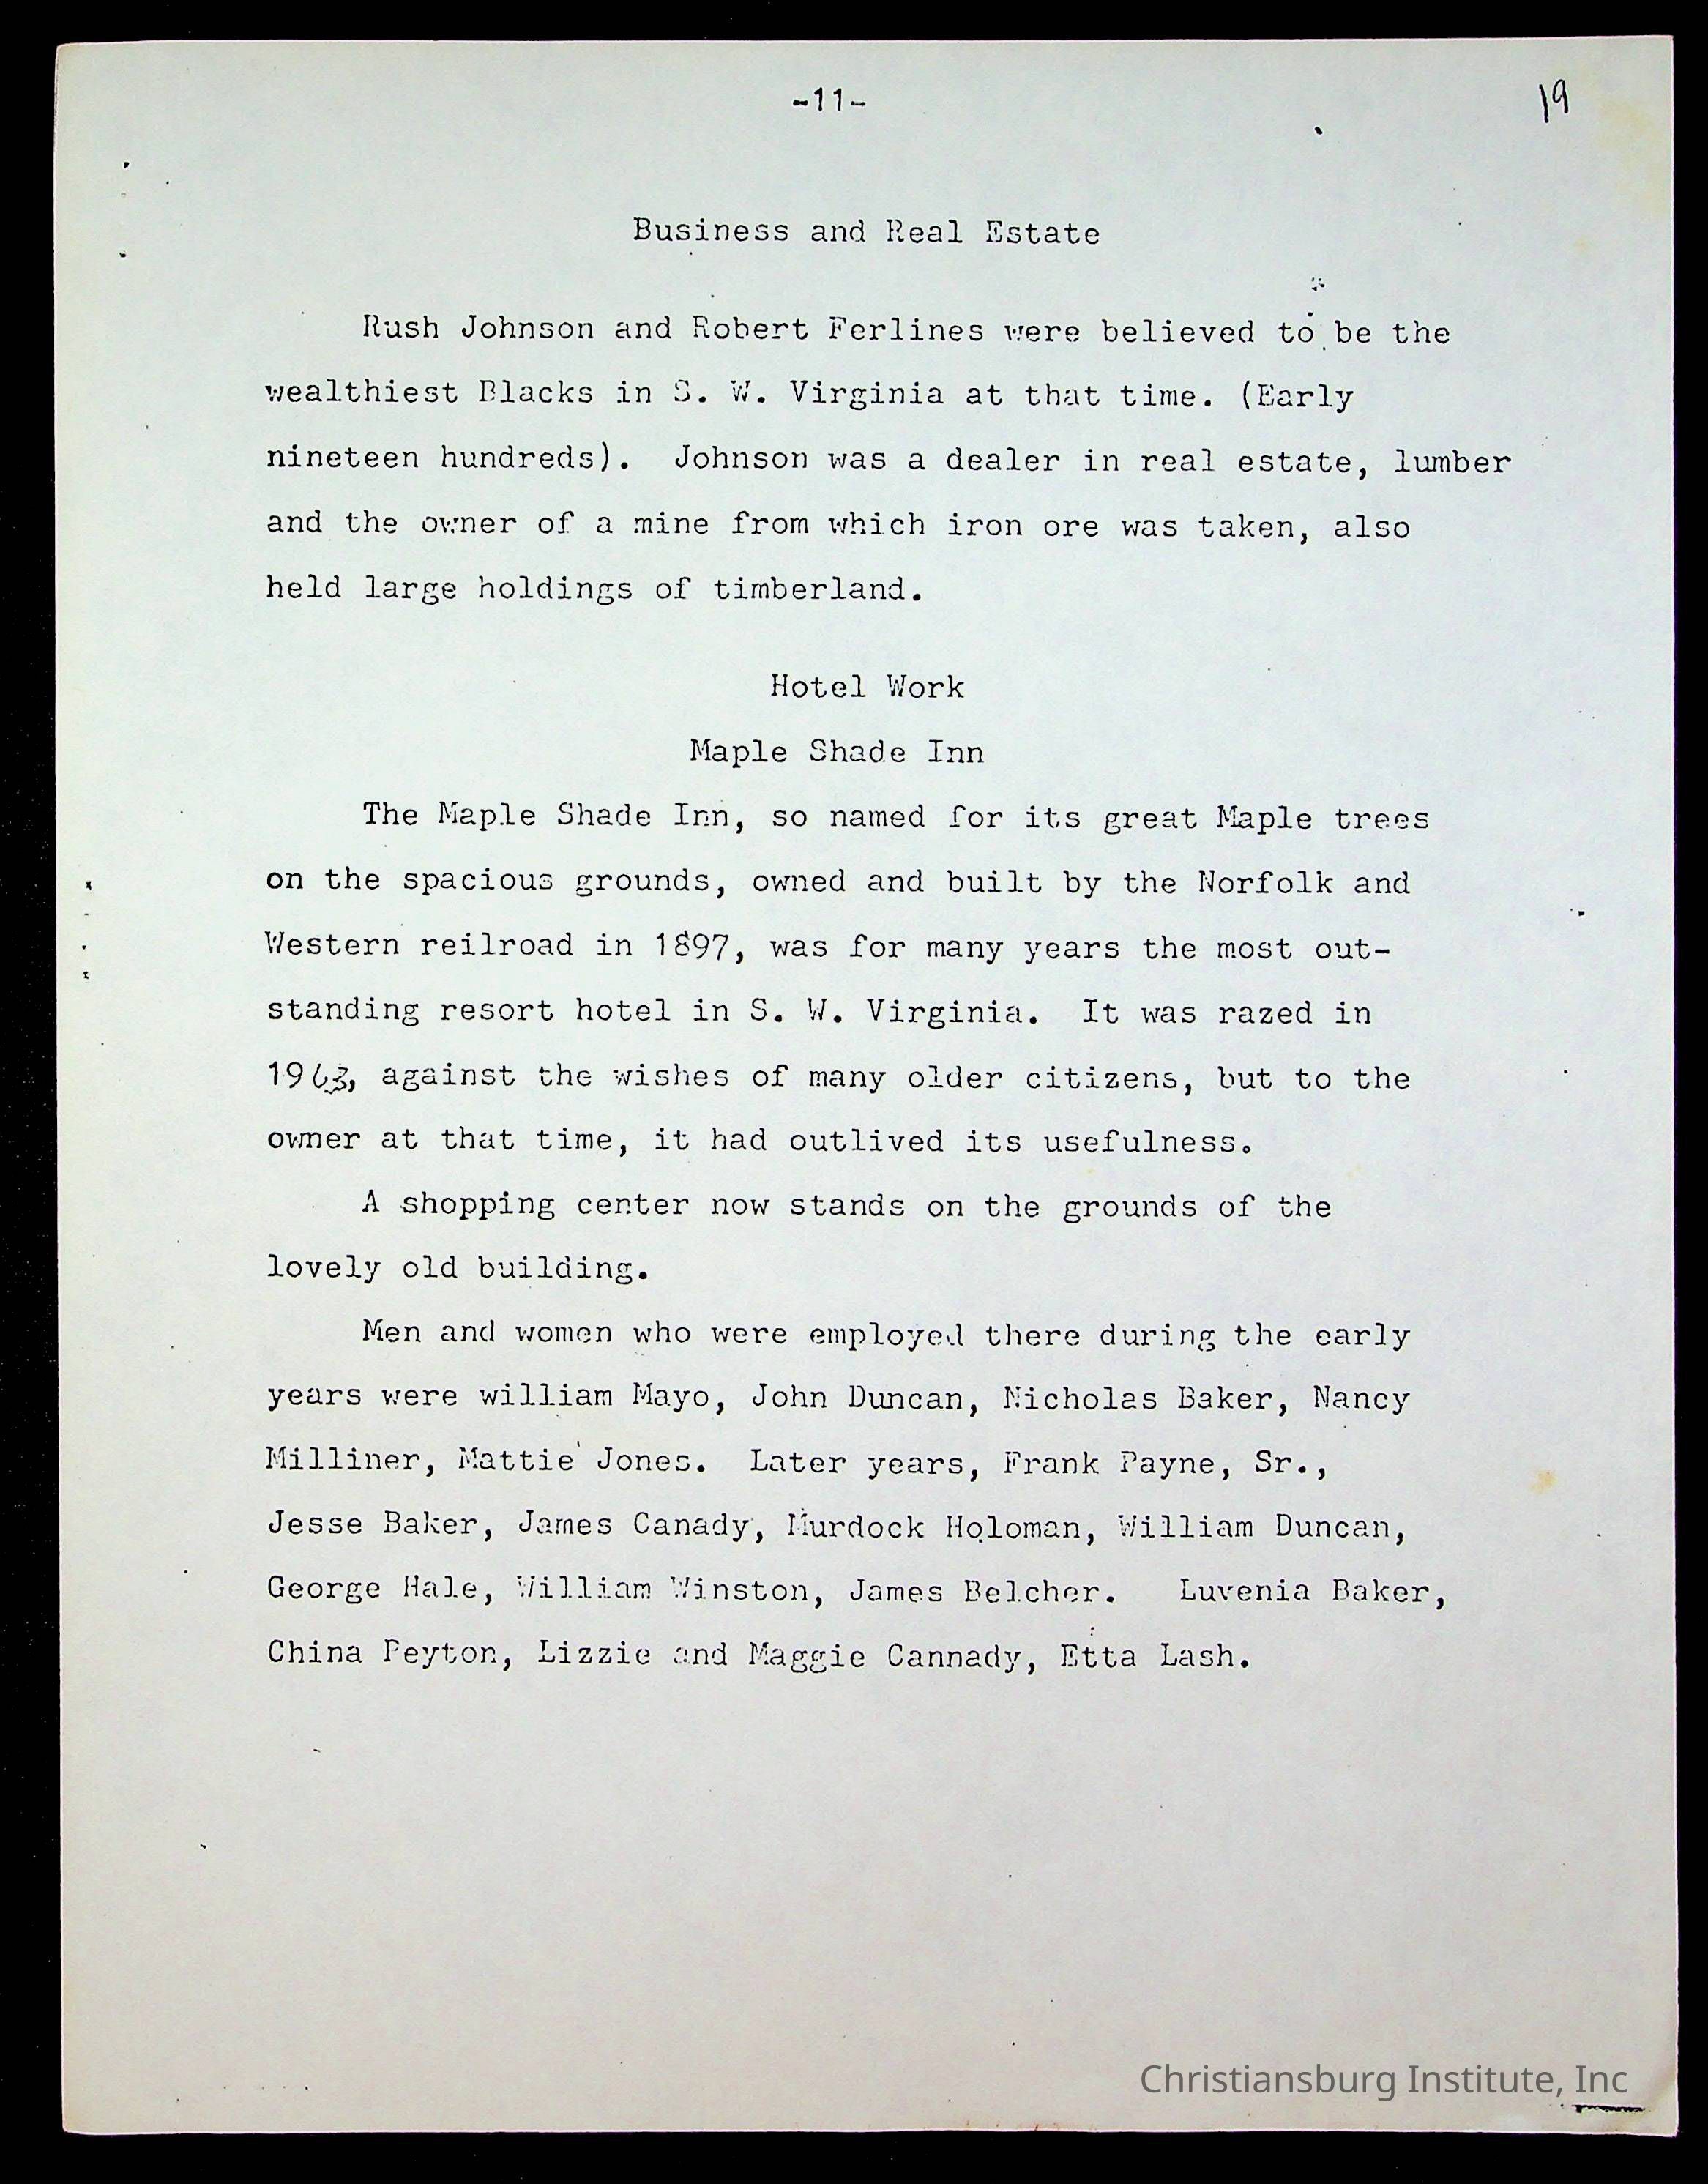 -11-
19
Business and Real Estate
Rush Johnson and Robert Ferlines were believed to be the
wealthiest Blacks in S. W. Virginia at that time. (Early
nineteen hundreds).  Johnson was a dealer in real estate, lumber
and the owner of a mine from which iron ore was taken, also
held large holdings of timberland.
Hotel Work
Maple Shade Inn
The Maple Shade Inn, so named for its great Maple trees
on the spacious grounds, owned and built by the Norfolk and
Western reilroad in 1897, was for many years the most out-
standing resort hotel in S. W. Virginia.  It was razed in
1963, against the wishes of many older citizens, but to the
owner at that time, it had outlived its usefulness.
A shopping center now stands on the grounds of the
lovely old building.
Men and women who were employed there during the early
years were william Mayo, John Duncan, Nicholas Baker, Nancy
Milliner, Mattie Jones.  Later years, Frank Payne, Sr.,
Jesse Baker, James Canady, Murdock Holoman, William Duncan,
George Hale, William Winston, James Belcher.   Luvenia Baker,
China Peyton, Lizzie and Maggie Cannady, Etta Lash.
Christiansburg Institute, Inc